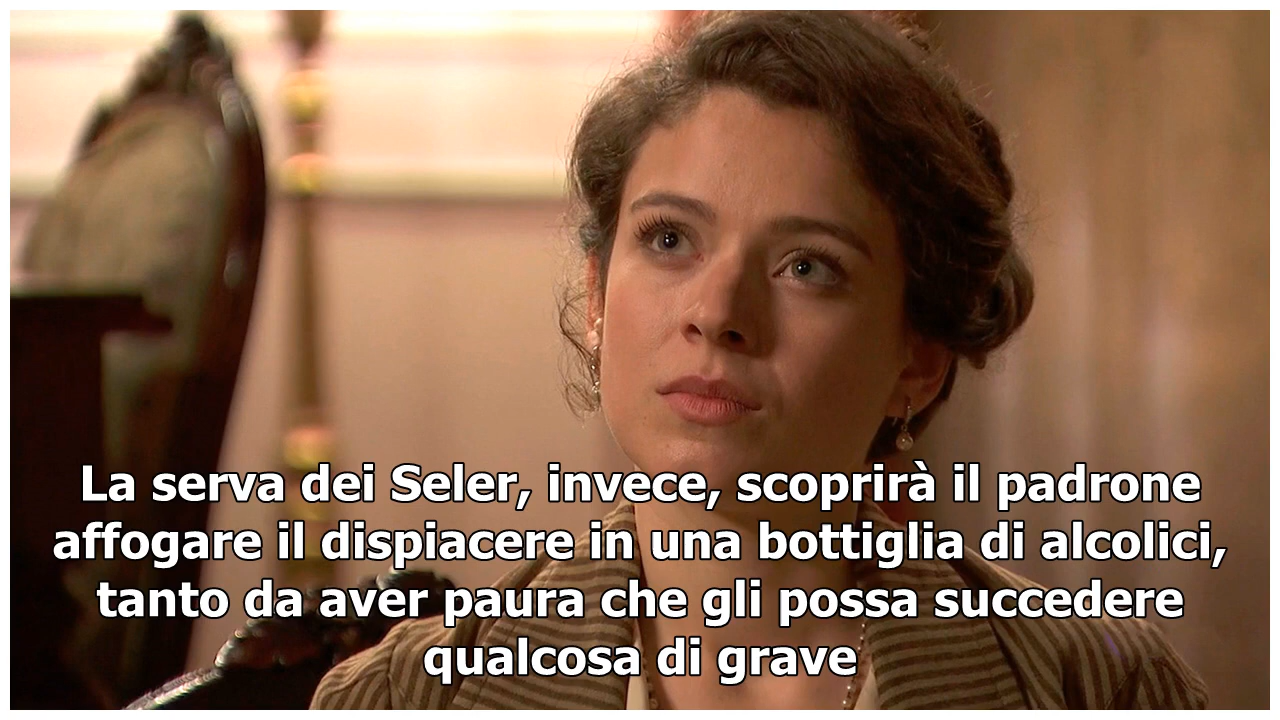 La serva dei Seler, invece, scoprirà il padrone
affogare il dispiacere in una bottiglia di alcolici,
tanto da aver paura che gli possa succedere
qualcosa di grave